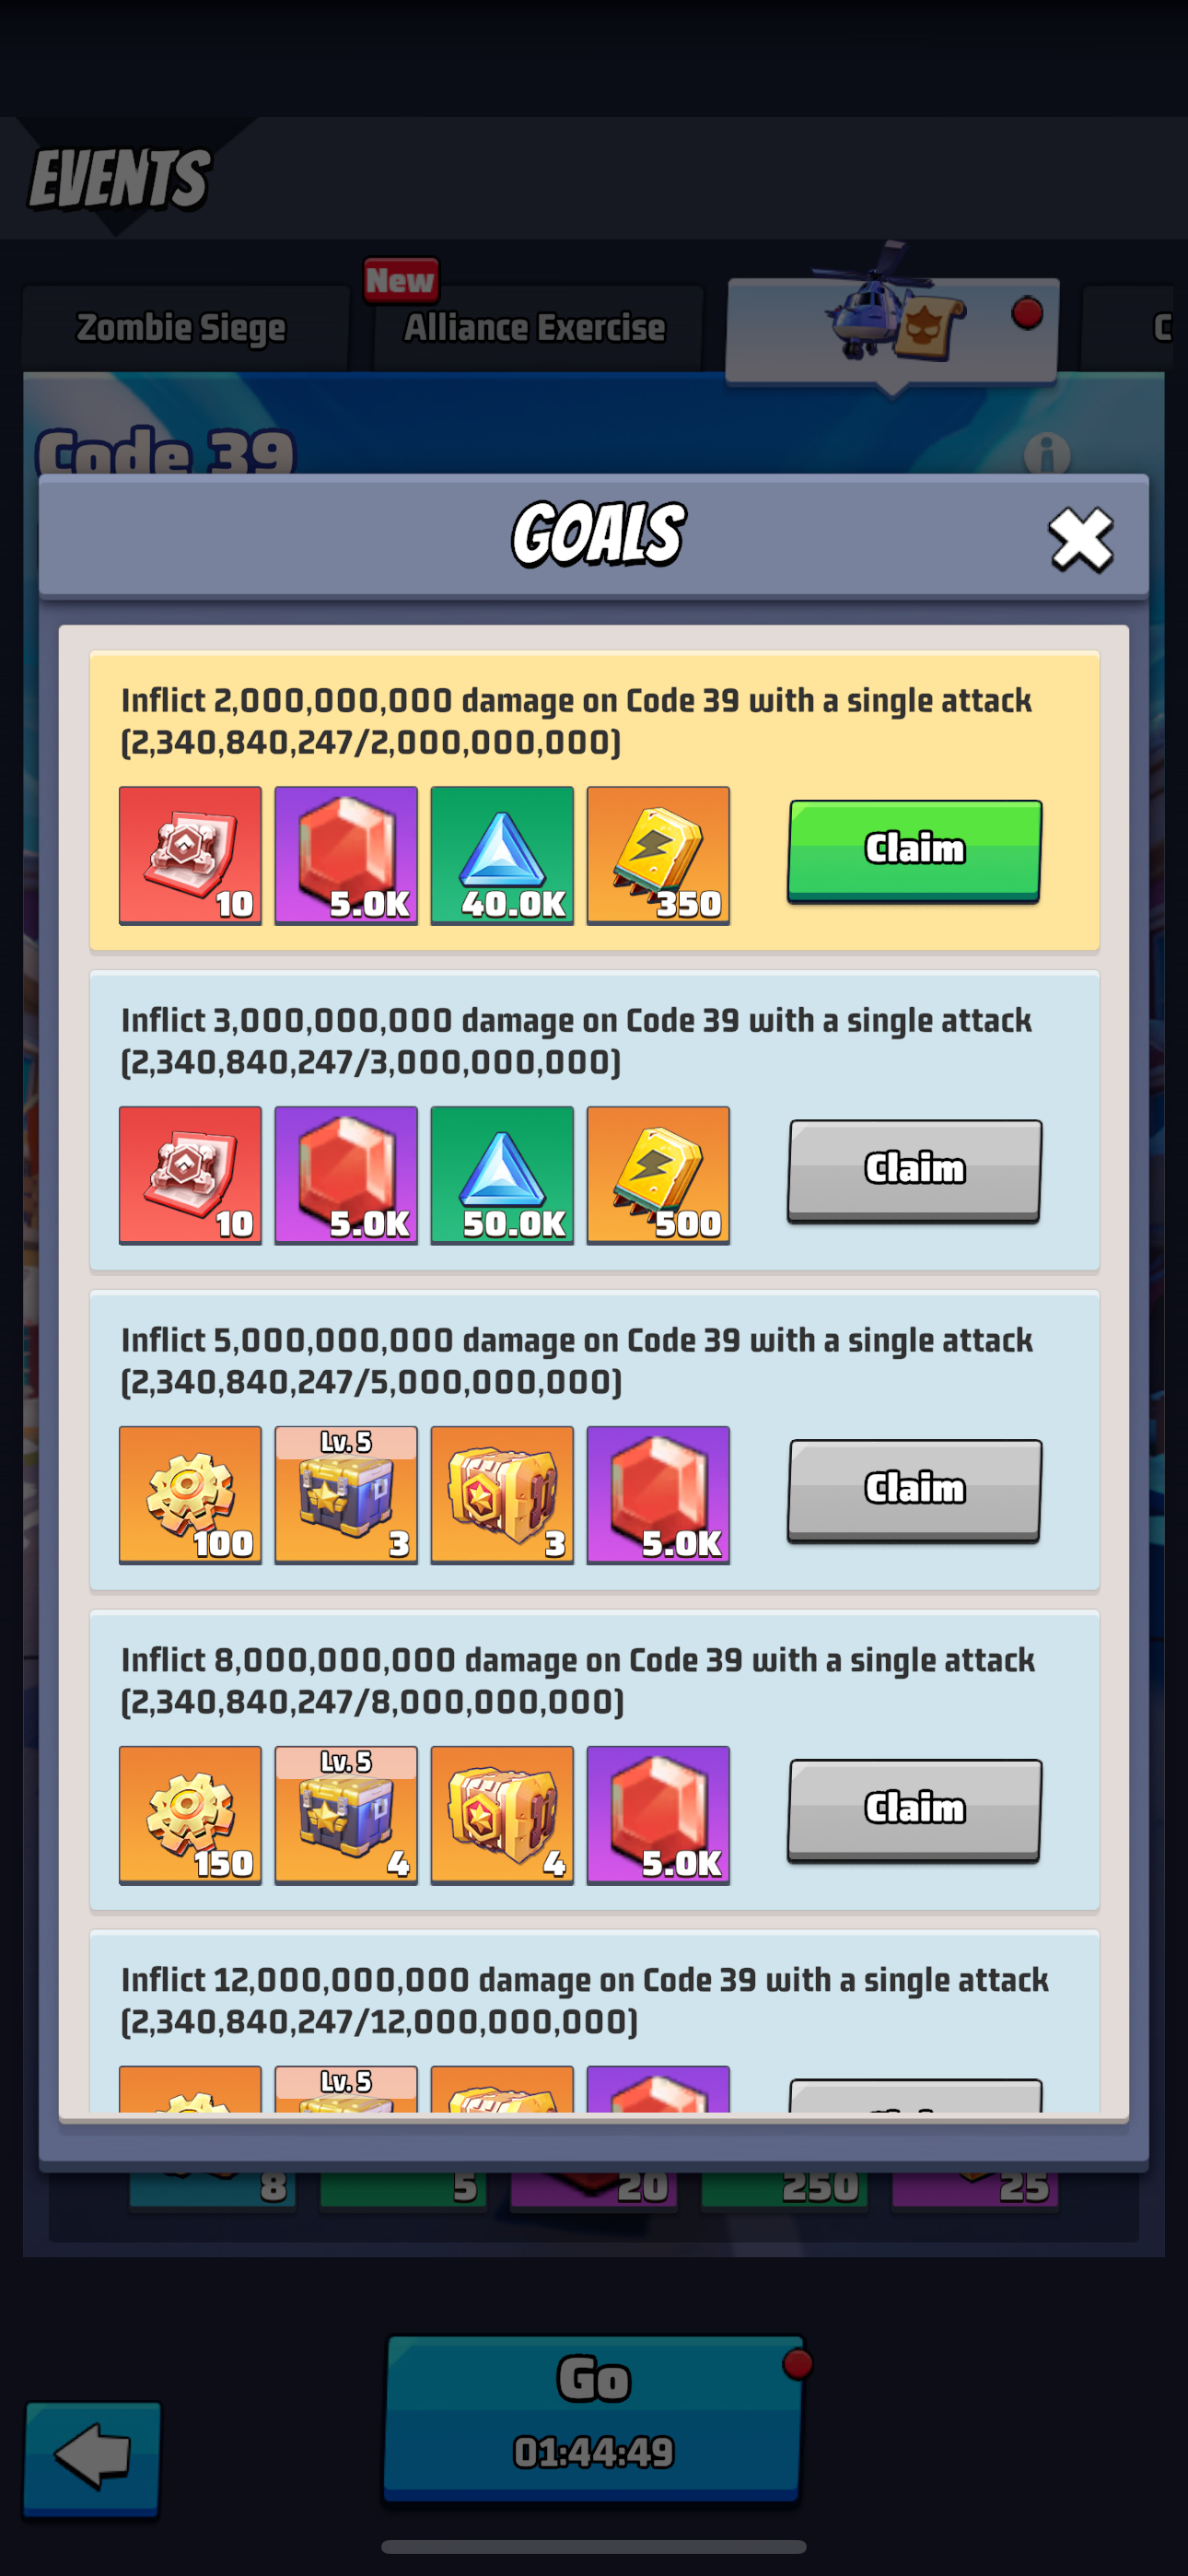 EVENTS
Zombie Siege
New
Alliance Exercise
C
Code 39
i
GOALS
Inflict 2,000,000,000 damage on Code 39 with a single attack
(2,340,840,247/2,000,000,000)
10
5.0K
40.0K
350
Claim
Inflict 3,000,000,000 damage on Code 39 with a single attack
(2,340,840,247/3,000,000,000)
10
5.0K
50.0K
500
Claim
Inflict 5,000,000,000 damage on Code 39 with a single attack
(2,340,840,247/5,000,000,000)
100
Lv. 5
3
3
5.0K
Claim
Inflict 8,000,000,000 damage on Code 39 with a single attack
(2,340,840,247/8,000,000,000)
150
Lv. 5
4
4
5.0K
Claim
Inflict 12,000,000,000 damage on Code 39 with a single attack
(2,340,840,247/12,000,000,000)
Lv. 5
8
5
20
250
25
Go
01:44:49